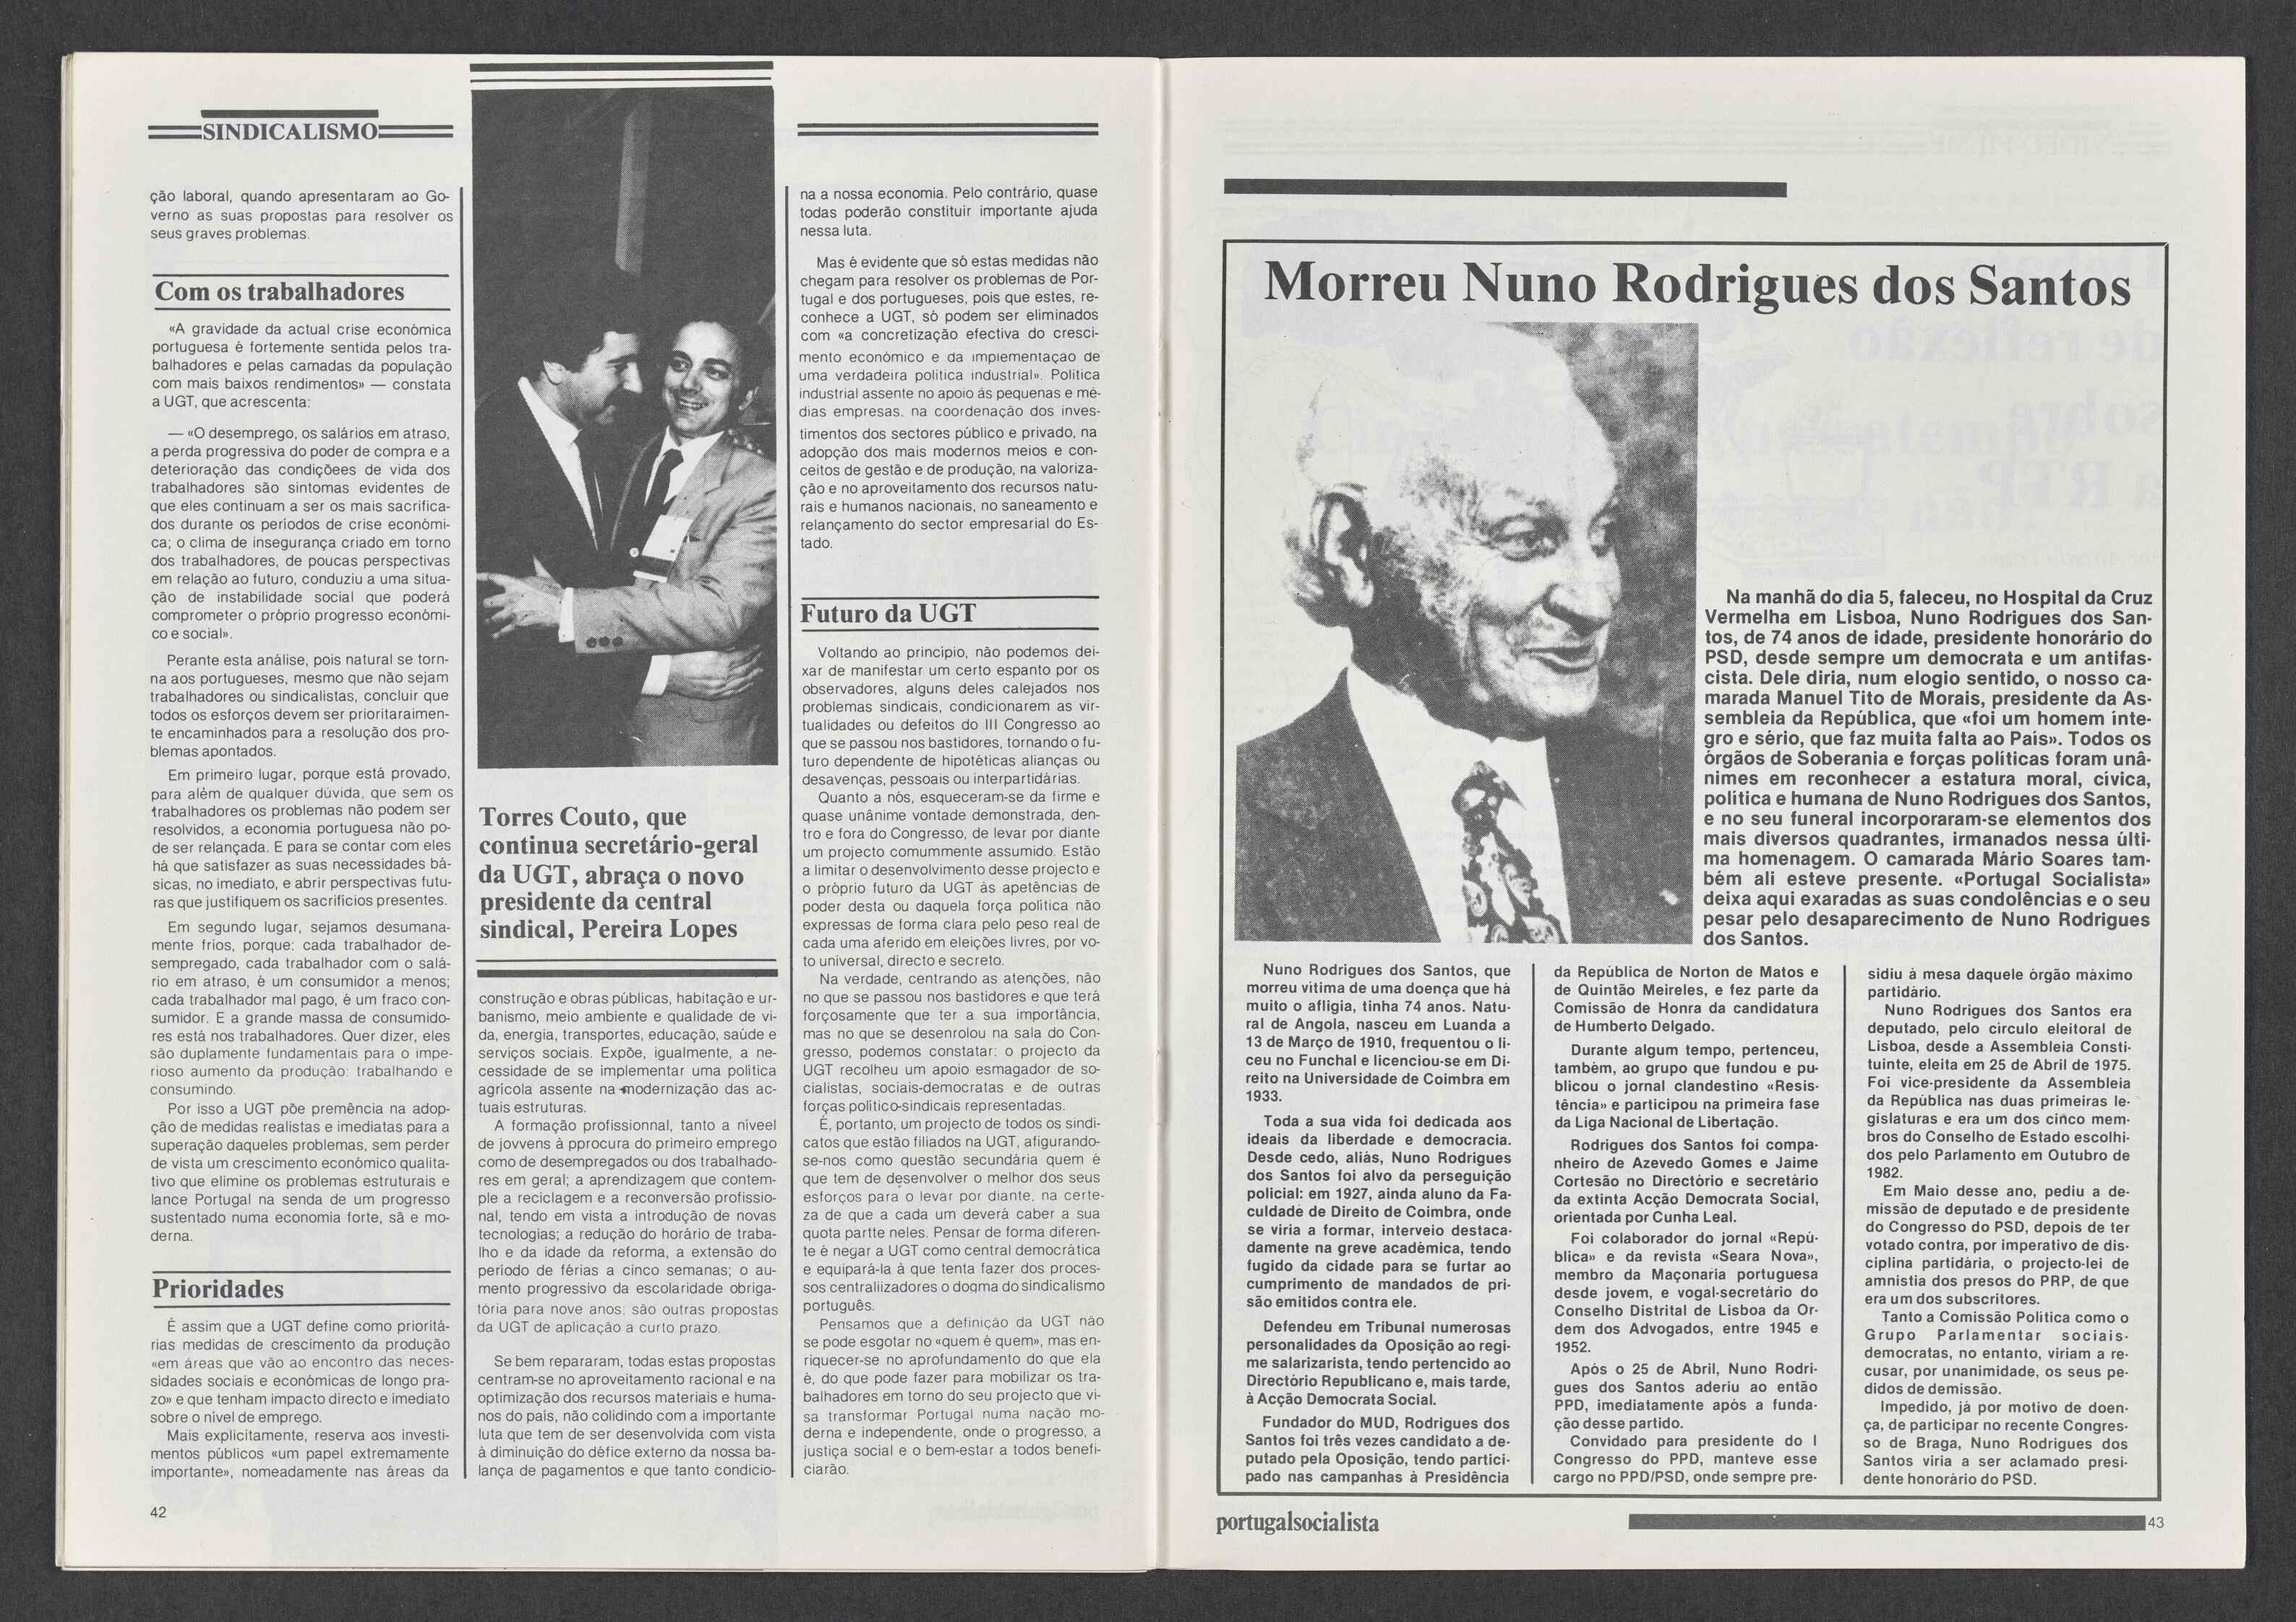 SINDICALISMO
ção laboral, quando apresentaram ao Go-
verno as suas propostas para resolver os
seus graves problemas.
Com os trabalhadores
«A gravidade da actual crise económica
portuguesa é fortemente sentida pelos tra-
balhadores e pelas camadas da população
com mais baixos rendimentos» — constata
a UGT, que acrescenta:
— «O desemprego, os salários em atraso,
a perda progressiva do poder de compra e a
deterioração das condiçõees de vida dos
trabalhadores são sintomas evidentes de
que eles continuam a ser os mais sacrifica-
dos durante os períodos de crise económi-
ca; o clima de insegurança criado em torno
dos trabalhadores, de poucas perspectivas
em relação ao futuro, conduziu a uma situa-
ção de instabilidade social que poderá
comprometer o próprio progresso económi-
co e social».
Perante esta análise, pois natural se torn-
na aos portugueses, mesmo que não sejam
trabalhadores ou sindicalistas, concluir que
todos os esforços devem ser prioritaraimen-
te encaminhados para a resolução dos pro-
blemas apontados.
Em primeiro lugar, porque está provado,
para além de qualquer dúvida, que sem os
trabalhadores os problemas não podem ser
resolvidos, a economia portuguesa não po-
de ser relançada. E para se contar com eles
há que satisfazer as suas necessidades bá-
sicas, no imediato, e abrir perspectivas futu-
ras que justifiquem os sacrifícios presentes.
Em segundo lugar, sejamos desumana-
mente frios, porque: cada trabalhador de-
sempregado, cada trabalhador com o salá-
rio em atraso, é um consumidor a menos;
cada trabalhador mal pago, é um fraco con-
sumidor. E a grande massa de consumido-
res está nos trabalhadores. Quer dizer, eles
são duplamente fundamentais para o impe-
rioso aumento da produção: trabalhando e
consumindo.
Por isso a UGT põe premência na adop-
ção de medidas realistas e imediatas para a
superação daqueles problemas, sem perder
de vista um crescimento económico qualita-
tivo que elimine os problemas estruturais e
lance Portugal na senda de um progresso
sustentado numa economia forte, sã e mo-
derna.
Prioridades
É assim que a UGT define como prioritá-
rias medidas de crescimento da produção
«em áreas que vão ao encontro das neces-
sidades sociais e económicas de longo pra-
zo» e que tenham impacto directo e imediato
sobre o nível de emprego.
Mais explicitamente, reserva aos investi-
mentos públicos «um papel extremamente
importante», nomeadamente nas áreas da
42
Torres Couto, que
continua secretário-geral
da UGT, abraça o novo
presidente da central
sindical, Pereira Lopes
construção e obras públicas, habitação e ur-
banismo, meio ambiente e qualidade de vi-
da, energia, transportes, educação, saúde e
serviços sociais. Expõe, igualmente, a ne-
cessidade de se implementar uma política
agrícola assente na modernização das ac-
tuais estruturas.
A formação profissionnal, tanto a níveel
de jovvens à pprocura do primeiro emprego
como de desempregados ou dos trabalhado-
res em geral; a aprendizagem que contem-
ple a reciclagem e a reconversão profissio-
nal, tendo em vista a introdução de novas
tecnologias; a redução do horário de traba-
lho e da idade da reforma, a extensão do
período de férias a cinco semanas; o au-
mento progressivo da escolaridade obriga-
tória para nove anos: são outras propostas
da UGT de aplicação a curto prazo.
Se bem repararam, todas estas propostas
centram-se no aproveitamento racional e na
optimização dos recursos materiais e huma-
nos do país, não colidindo com a importante
luta que tem de ser desenvolvida com vista
à diminuição do défice externo da nossa ba-
lança de pagamentos e que tanto condicio-
na a nossa economia. Pelo contrário, quase
todas poderão constituir importante ajuda
nessa luta.
Mas é evidente que só estas medidas não
chegam para resolver os problemas de Por-
tugal e dos portugueses, pois que estes, re-
conhece a UGT, só podem ser eliminados
com «a concretização efectiva do cresci-
mento económico e da implementação de
uma verdadeira política industrial». Política
industrial assente no apoio às pequenas e mé-
dias empresas. na coordenação dos inves-
timentos dos sectores público e privado, na
adopção dos mais modernos meios e con-
ceitos de gestão e de produção, na valoriza-
ção e no aproveitamento dos recursos natu-
rais e humanos nacionais, no saneamento e
relançamento do sector empresarial do Es-
tado.
Futuro da UGT
Voltando ao princípio, não podemos dei-
xar de manifestar um certo espanto por os
observadores, alguns deles calejados nos
problemas sindicais, condicionarem as vir-
tualidades ou defeitos do III Congresso ao
que se passou nos bastidores, tornando o fu-
turo dependente de hipotéticas alianças ou
desavenças, pessoais ou interpartidárias.
Quanto a nós, esqueceram-se da firme e
quase unânime vontade demonstrada, den-
tro e fora do Congresso, de levar por diante
um projecto comummente assumido. Estão
a limitar o desenvolvimento desse projecto e
o próprio futuro da UGT às apetências de
poder desta ou daquela força política não
expressas de forma clara pelo peso real de
cada uma aferido em eleições livres, por vo-
to universal, directo e secreto.
Na verdade, centrando as atenções, não
no que se passou nos bastidores e que terá
forçosamente que ter a sua importância,
mas no que se desenrolou na sala do Con-
gresso, podemos constatar: o projecto da
UGT recolheu um apoio esmagador de so-
cialistas, sociais-democratas e de outras
forças político-sindicais representadas.
É, portanto, um projecto de todos os sindi-
catos que estão filiados na UGT, afigurando-
se-nos como questão secundária quem é
que tem de desenvolver o melhor dos seus
esforços para o levar por diante, na certe-
za de que a cada um deverá caber a sua
quota partte neles. Pensar de forma diferen-
te é negar a UGT como central democrática
e equipará-la à que tenta fazer dos proces-
sos centraliizadores o dogma do sindicalismo
português.
Pensamos que a definição da UGT não
se pode esgotar no «quem é quem», mas en-
riquecer-se no aprofundamento do que ela
é, do que pode fazer para mobilizar os tra-
balhadores em torno do seu projecto que vi-
sa transformar Portugal numa nação mo-
derna e independente, onde o progresso, a
justiça social e o bem-estar a todos benefi-
ciarão.
Morreu Nuno Rodrigues dos Santos
Na manhã do dia 5, faleceu, no Hospital da Cruz
Vermelha em Lisboa, Nuno Rodrigues dos San-
tos, de 74 anos de idade, presidente honorário do
PSD, desde sempre um democrata e um antifas-
cista. Dele diria, num elogio sentido, o nosso ca-
marada Manuel Tito de Morais, presidente da As-
sembleia da República, que «foi um homem ínte-
gro e sério, que faz muita falta ao País». Todos os
órgãos de Soberania e forças políticas foram unâ-
nimes em reconhecer a estatura moral, cívica,
política e humana de Nuno Rodrigues dos Santos,
e no seu funeral incorporaram-se elementos dos
mais diversos quadrantes, irmanados nessa últi-
ma homenagem. O camarada Mário Soares tam-
bém ali esteve presente. «Portugal Socialista»
deixa aqui exaradas as suas condolências e o seu
pesar pelo desaparecimento de Nuno Rodrigues
dos Santos.
Nuno Rodrigues dos Santos, que
morreu vítima de uma doença que há
muito o afligia, tinha 74 anos. Natu-
ral de Angola, nasceu em Luanda a
13 de Março de 1910, frequentou o li-
ceu no Funchal e licenciou-se em Di-
reito na Universidade de Coimbra em
1933.
Toda a sua vida foi dedicada aos
ideais da liberdade e democracia.
Desde cedo, aliás, Nuno Rodrigues
dos Santos foi alvo da perseguição
policial: em 1927, ainda aluno da Fa-
culdade de Direito de Coimbra, onde
se viria a formar, interveio destaca-
damente na greve académica, tendo
fugido da cidade para se furtar ao
cumprimento de mandados de pri-
são emitidos contra ele.
Defendeu em Tribunal numerosas
personalidades da Oposição ao regi-
me salarizarista, tendo pertencido ao
Directório Republicano e, mais tarde,
à Acção Democrata Social.
Fundador do MUD, Rodrigues dos
Santos foi três vezes candidato a de-
putado pela Oposição, tendo partici-
pado nas campanhas à Presidência
da República de Norton de Matos e
de Quintão Meireles, e fez parte da
Comissão de Honra da candidatura
de Humberto Delgado.
Durante algum tempo, pertenceu,
também, ao grupo que fundou e pu-
blicou o jornal clandestino «Resis-
tência» e participou na primeira fase
da Liga Nacional de Libertação.
Rodrigues dos Santos foi compa-
nheiro de Azevedo Gomes e Jaime
Cortesão no Directório e secretário
da extinta Acção Democrata Social,
orientada por Cunha Leal.
Foi colaborador do jornal «Repú-
blica» e da revista «Seara Nova»,
membro da Maçonaria portuguesa
desde jovem, e vogal-secretário do
Conselho Distrital de Lisboa da Or-
dem dos Advogados, entre 1945 e
1952.
Após o 25 de Abril, Nuno Rodri-
gues dos Santos aderiu ao então
PPD, imediatamente após a funda-
ção desse partido.
Convidado para presidente do I
Congresso do PPD, manteve esse
cargo no PPD/PSD, onde sempre pre-
sidiu à mesa daquele órgão máximo
partidário.
Nuno Rodrigues dos Santos era
deputado, pelo círculo eleitoral de
Lisboa, desde a Assembleia Consti-
tuinte, eleita em 25 de Abril de 1975.
Foi vice-presidente da Assembleia
da República nas duas primeiras le-
gislaturas e era um dos cinco mem-
bros do Conselho de Estado escolhi-
dos pelo Parlamento em Outubro de
1982.
Em Maio desse ano, pediu a de-
missão de deputado e de presidente
do Congresso do PSD, depois de ter
votado contra, por imperativo de dis-
ciplina partidária, o projecto-lei de
amnistia dos presos do PRP, de que
era um dos subscritores.
Tanto a Comissão Política como o
Grupo Parlamentar sociais-
democratas, no entanto, viriam a re-
cusar, por unanimidade, os seus pe-
didos de demissão.
Impedido, já por motivo de doen-
ça, de participar no recente Congres-
so de Braga, Nuno Rodrigues dos
Santos viria a ser aclamado presi-
dente honorário do PSD.
portugalsocialista
43